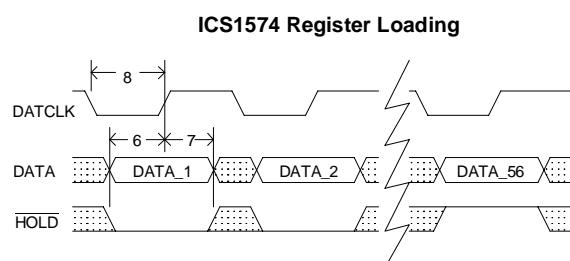 ICS1574 Register Loading
8
DATCLK
6 7
DATA DATA_1 DATA_2 DATA_56
HOLD